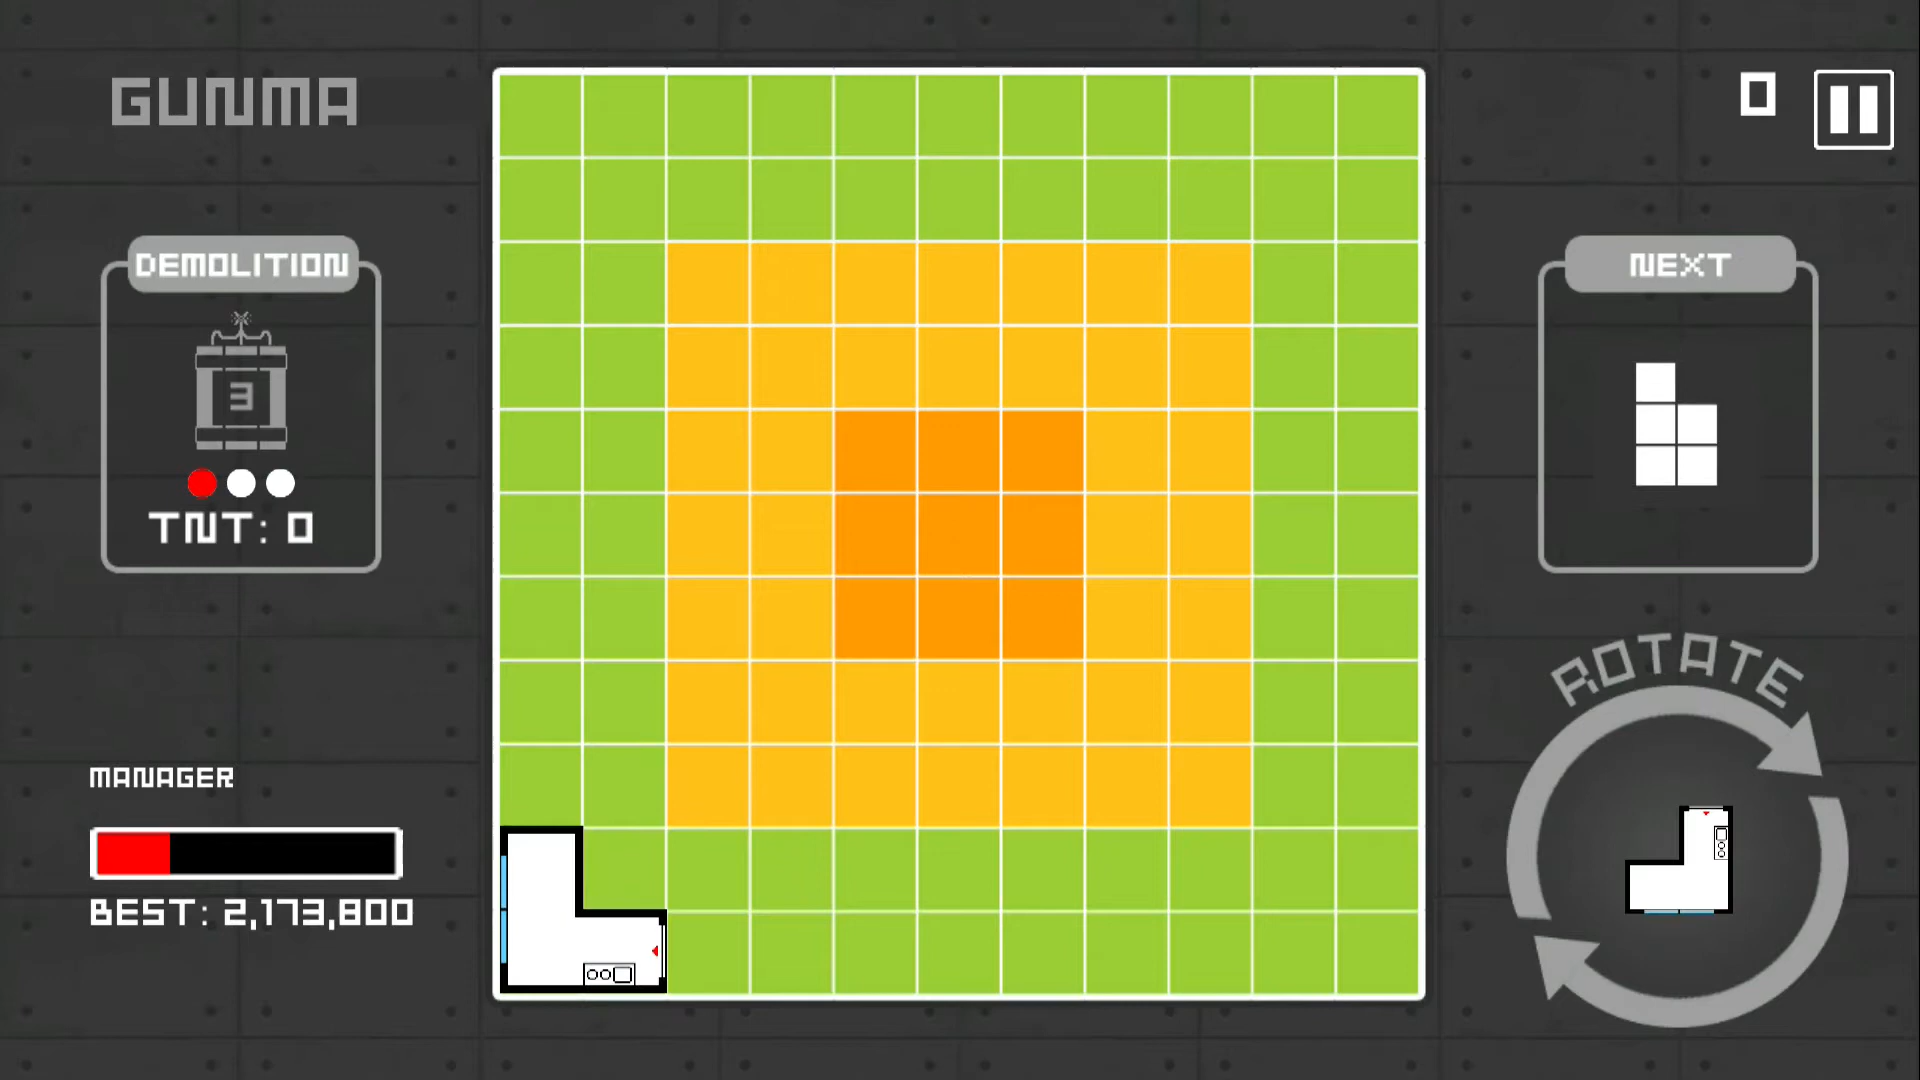 GUNMA
0
DEMOLITION
3
TNT: 0
NEXT
ROTATE
MANAGER
BEST: 2,173,800